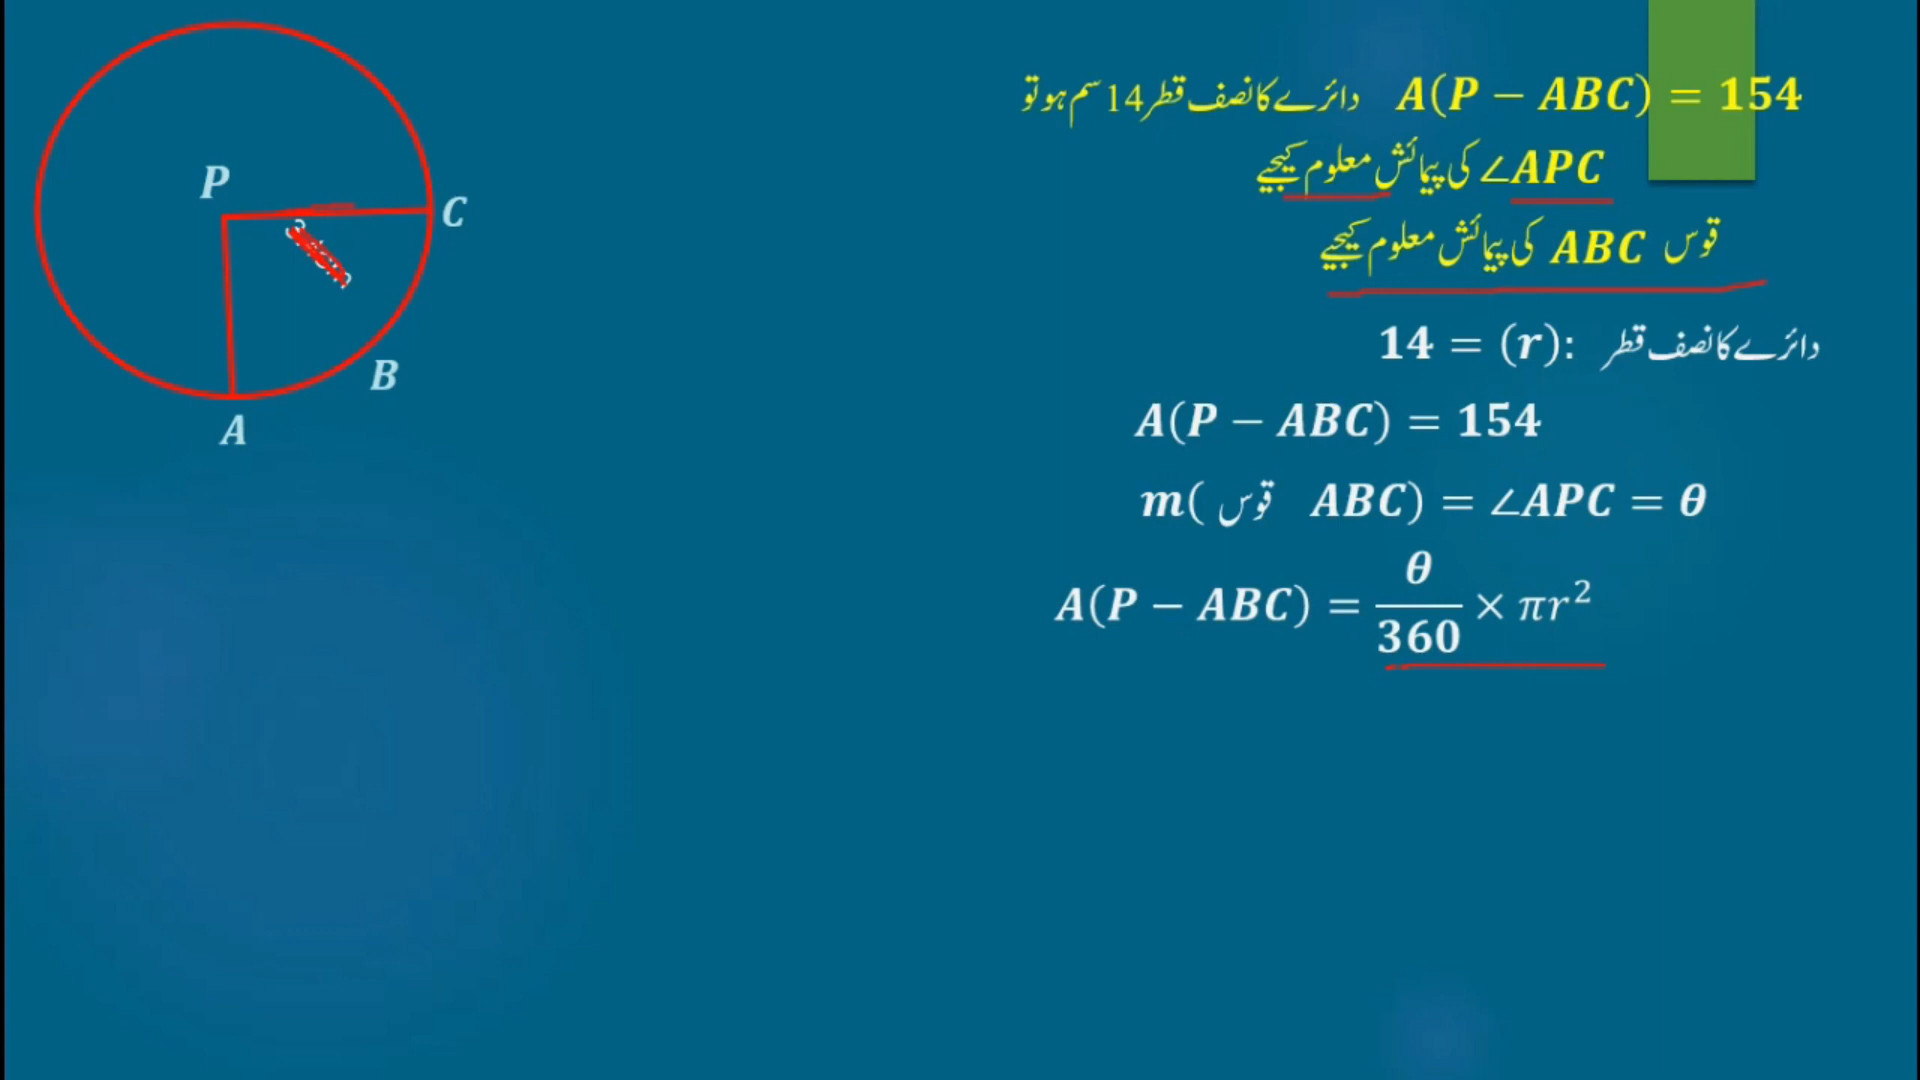 P
C
B
A
A(P − ABC) = 154 دائرے کا نصف قطر 14 سم ہو تو
∠APC کی پیمائش معلوم کیجیے
قوس ABC کی پیمائش معلوم کیجیے
دائرے کا نصف قطر :(r) = 14
A(P − ABC) = 154
m( قوس ABC) = ∠APC = θ
A(P − ABC) = θ/360 × πr²